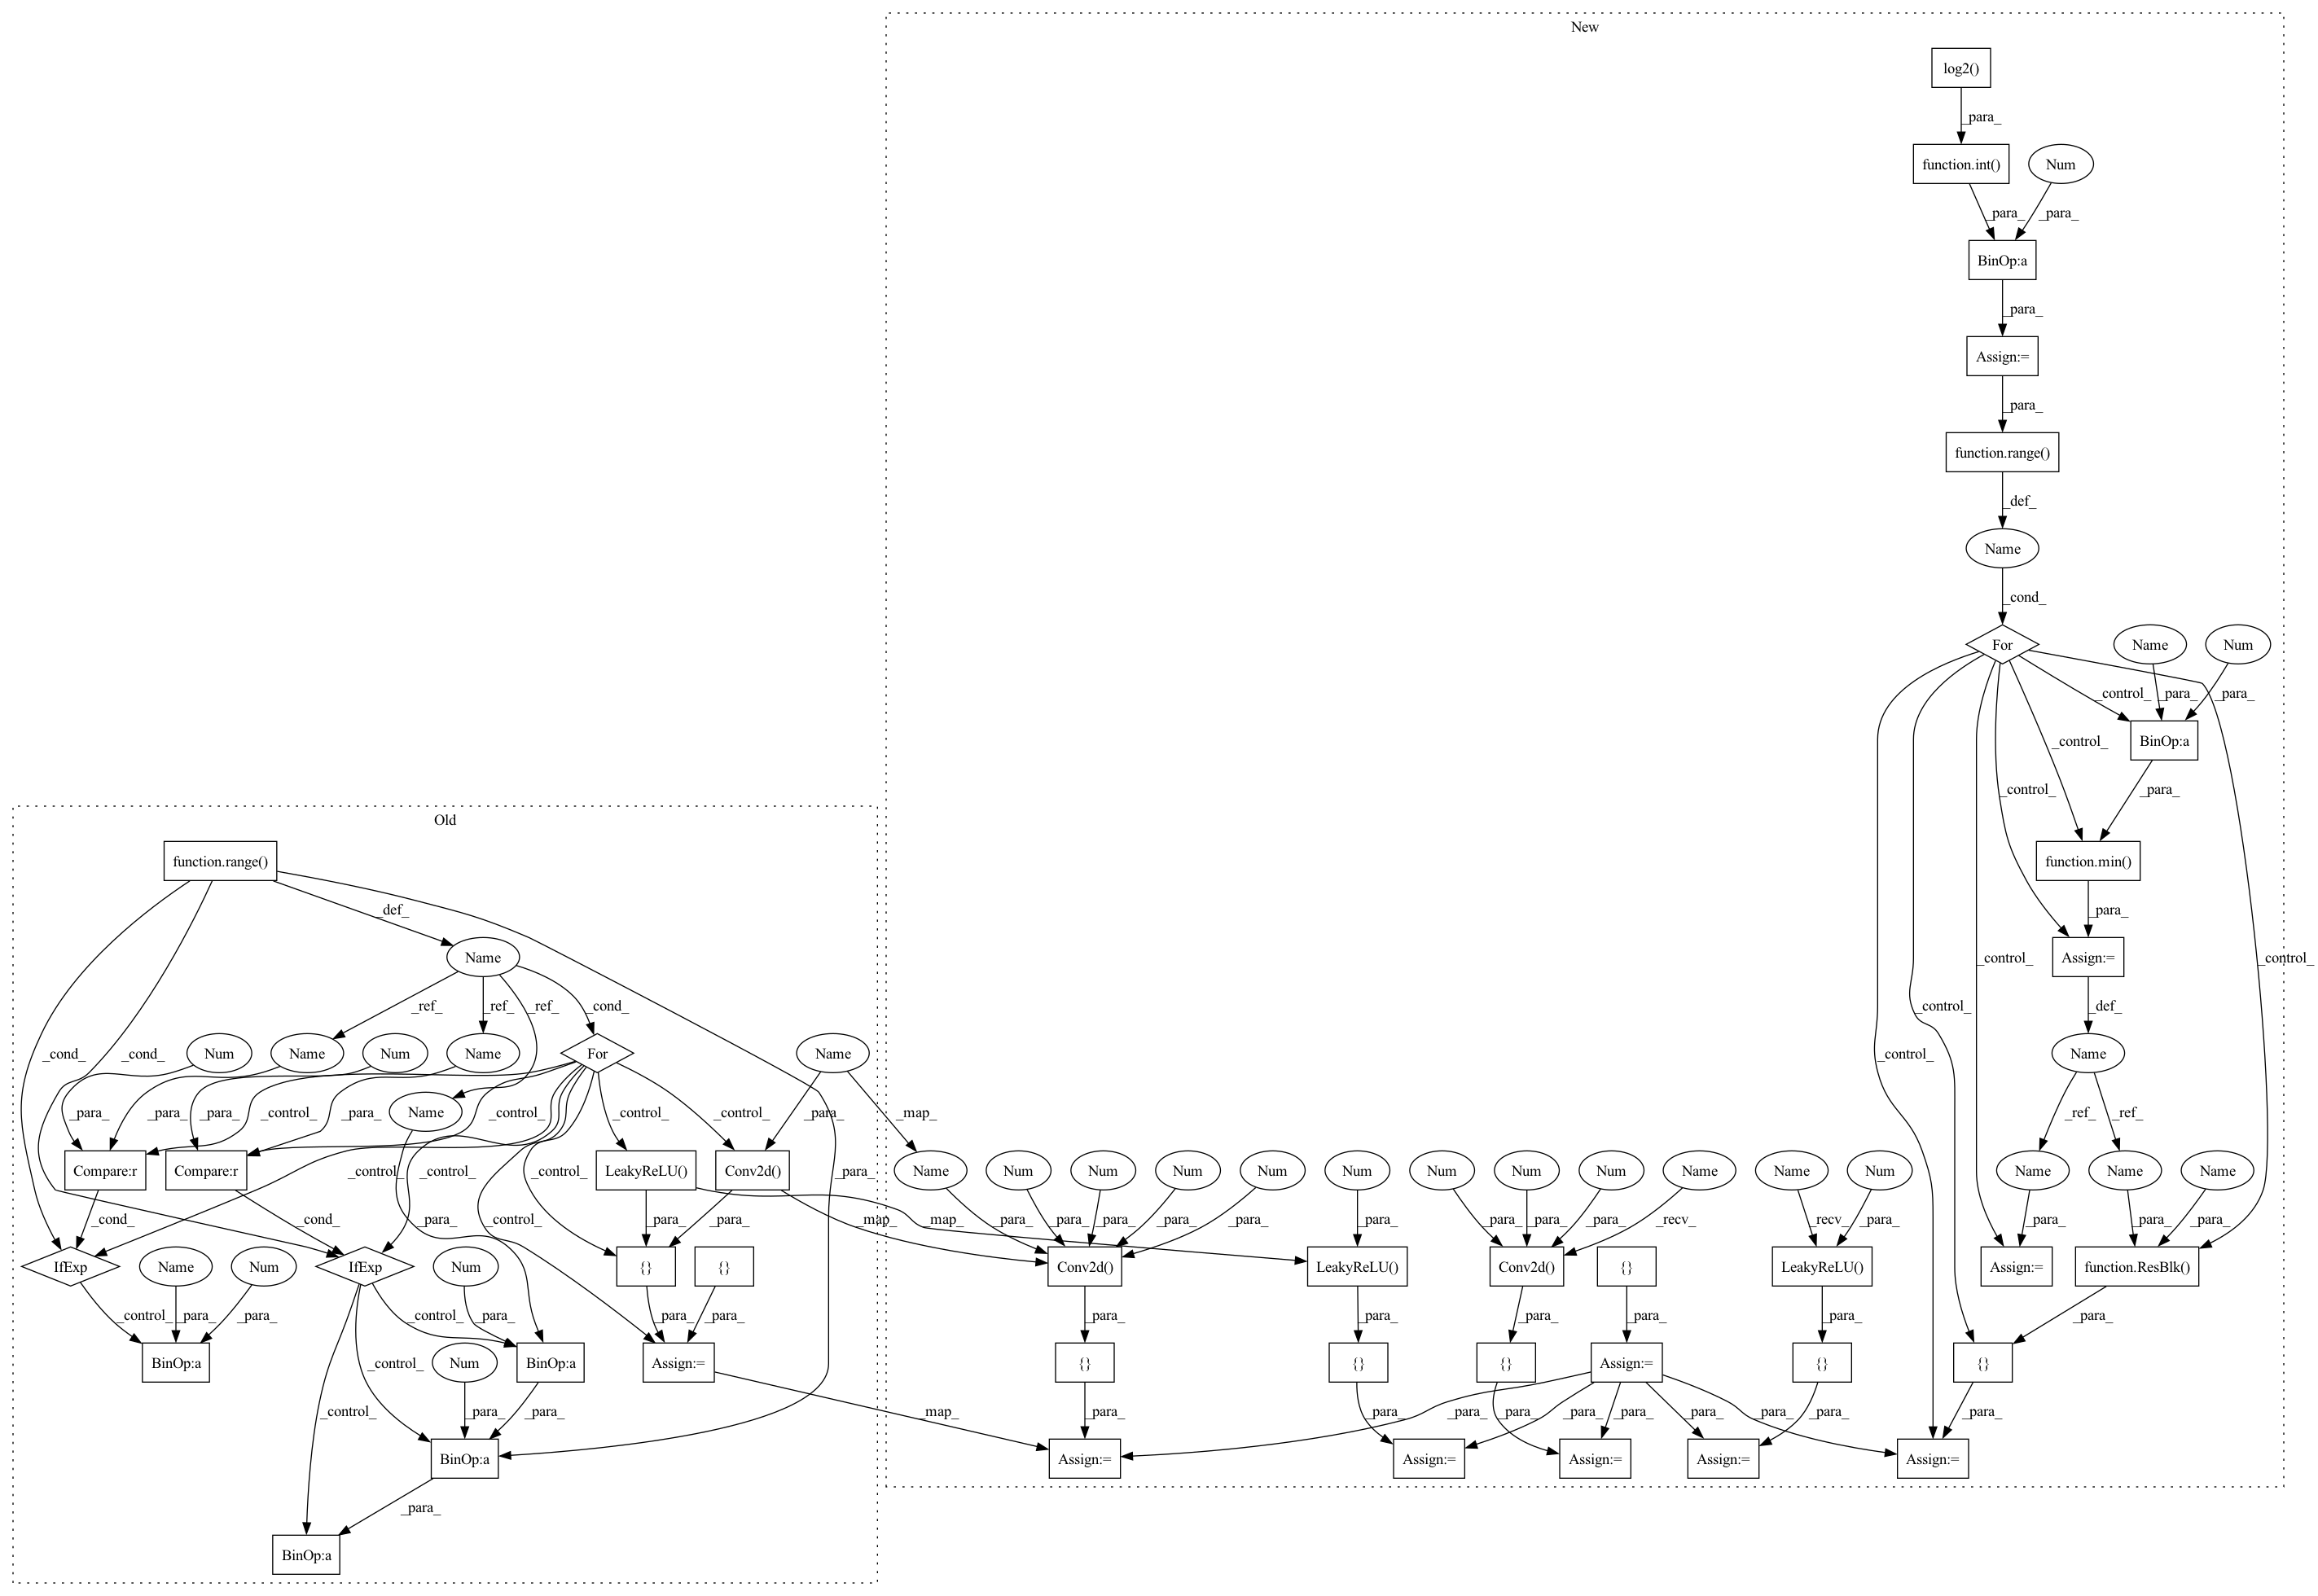 New
log2()
_para_
function.int()
Num
_para_
_para_
BinOp:a
_para_
Assign:=
_para_
function.range()
_def_
Name
_cond_
For
Name
Num
_control_
_para_
_para_
BinOp:a
_control_
_control_
_para_
function.min()
_para_
Assign:=
_control_
_control_
_control_
_def_
_control_
Name
_ref_
_ref_
Name
Num
Num
Num
Num
Num
Num
Num
Num
Name
Name
Num
Name
Name
Name
_para_
_para_
_para_
_para_
_para_
_para_
_para_
_para_
_para_
_recv_
_recv_
_para_
_para_
_para_
_para_
Conv2d()
LeakyReLU()
Conv2d()
{}
LeakyReLU()
Assign:=
function.ResBlk()
_para_
_para_
_para_
_para_
_para_
_para_
{}
{}
{}
Assign:=
{}
{}
_para_
_para_
_para_
_para_
_para_
_para_
_para_
_para_
_para_
_para_
Assign:=
Assign:=
Assign:=
Assign:=
Assign:=
Old
function.range()
_def_
Name
_ref_
_ref_
_ref_
_cond_
_cond_
_cond_
Num
Name
Num
Name
For
Name
Name
_para_
_para_
_para_
_control_
_para_
_control_
_control_
_control_
_para_
_map_
Compare:r
Compare:r
LeakyReLU()
Conv2d()
_control_
_control_
_control_
_para_
_cond_
_cond_
_para_
_control_
_para_
_para_
_map_
_map_
IfExp
Name
Num
IfExp
Num
{}
{}
_control_
_para_
_para_
_control_
_para_
_para_
_para_
BinOp:a
_control_
_control_
Num
BinOp:a
Assign:=
_para_
_para_
_map_
BinOp:a
_para_
BinOp:a